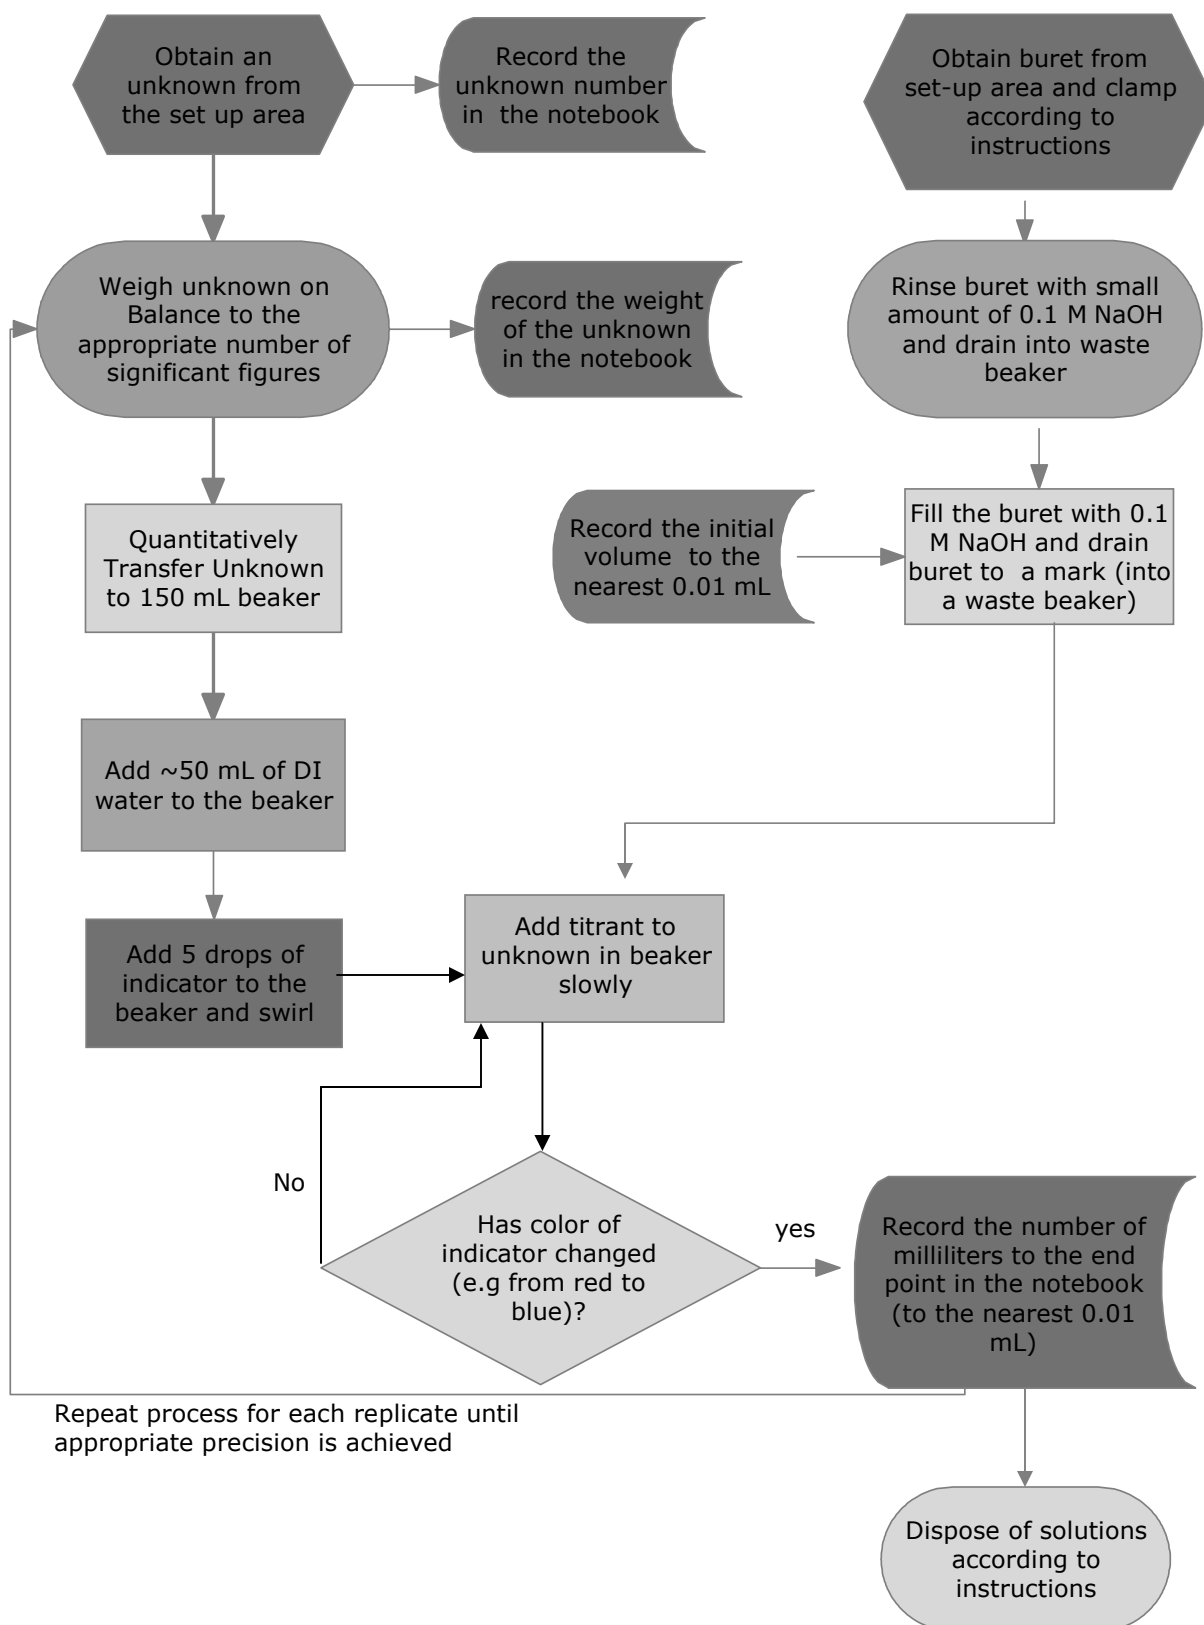 Obtain an
unknown from
the set up area
Record the
unknown number
in the notebook
Obtain buret from
set-up area and clamp
according to
instructions
Weigh unknown on
Balance to the
appropriate number of
significant figures
record the weight
of the unknown
in the notebook
Rinse buret with small
amount of 0.1 M NaOH
and drain into waste
beaker
Quantitatively
Transfer Unknown
to 150 mL beaker
Record the initial
volume to the
nearest 0.01 mL
Fill the buret with 0.1
M NaOH and drain
buret to a mark (into
a waste beaker)
Add ~50 mL of DI
water to the beaker
Add 5 drops of
indicator to the
beaker and swirl
Add titrant to
unknown in beaker
slowly
No
Has color of
indicator changed
(e.g from red to
blue)?
yes
Record the number of
milliliters to the end
point in the notebook
(to the nearest 0.01
mL)
Repeat process for each replicate until
appropriate precision is achieved
Dispose of solutions
according to
instructions